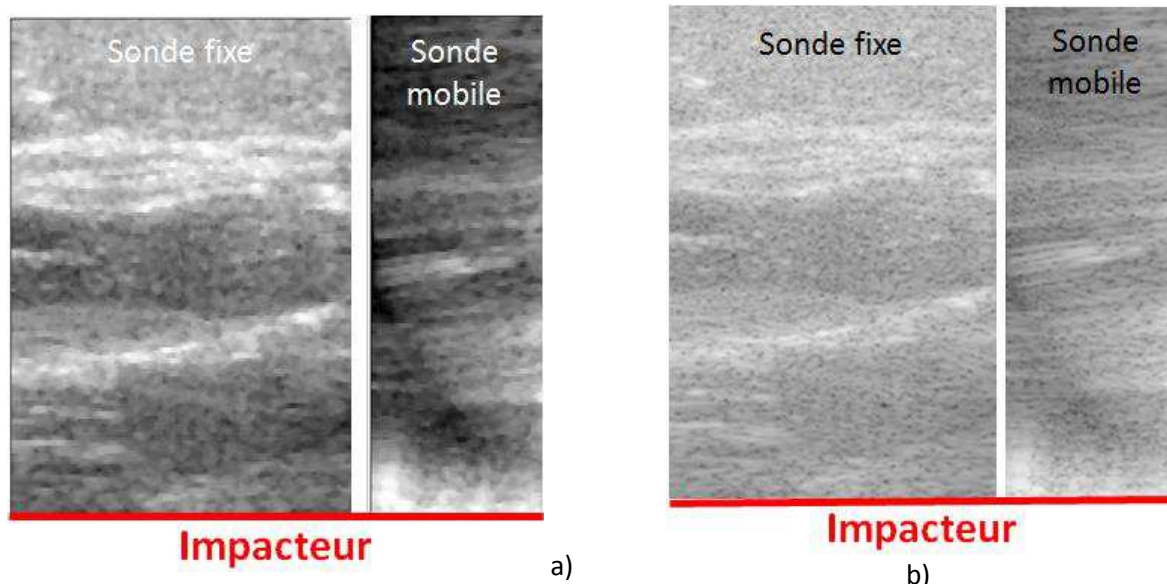 Sonde fixe
Sonde
mobile
Impacteur
a)
Sonde fixe
Sonde
mobile
Impacteur
b)